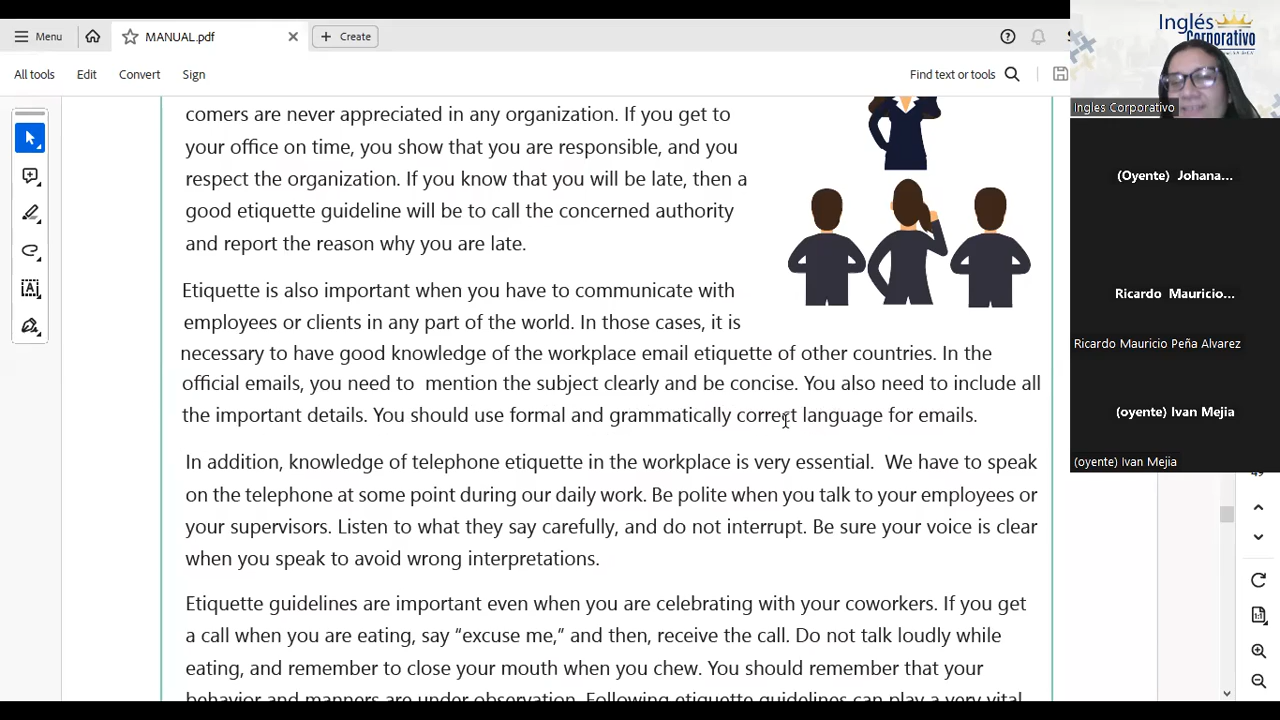 Menu
MANUAL.pdf
Create
All tools
Edit
Convert
Sign
Find text or tools
comers are never appreciated in any organization. If you get to
your office on time, you show that you are responsible, and you
respect the organization. If you know that you will be late, then a
good etiquette guideline will be to call the concerned authority
and report the reason why you are late.
Etiquette is also important when you have to communicate with
employees or clients in any part of the world. In those cases, it is
necessary to have good knowledge of the workplace email etiquette of other countries. In the
official emails, you need to mention the subject clearly and be concise. You also need to include all
the important details. You should use formal and grammatically correct language for emails.
In addition, knowledge of telephone etiquette in the workplace is very essential. We have to speak
on the telephone at some point during our daily work. Be polite when you talk to your employees or
your supervisors. Listen to what they say carefully, and do not interrupt. Be sure your voice is clear
when you speak to avoid wrong interpretations.
Etiquette guidelines are important even when you are celebrating with your coworkers. If you get
a call when you are eating, say “excuse me,” and then, receive the call. Do not talk loudly while
eating, and remember to close your mouth when you chew. You should remember that your
behavior and manners are under observation. Following etiquette guidelines can play a very vital
Inglés
Corporativo
Ingles Corporativo
(Oyente) Johana...
Ricardo Mauricio...
Ricardo Mauricio Peña Alvarez
(oyente) Ivan Mejia
(oyente) Ivan Mejia